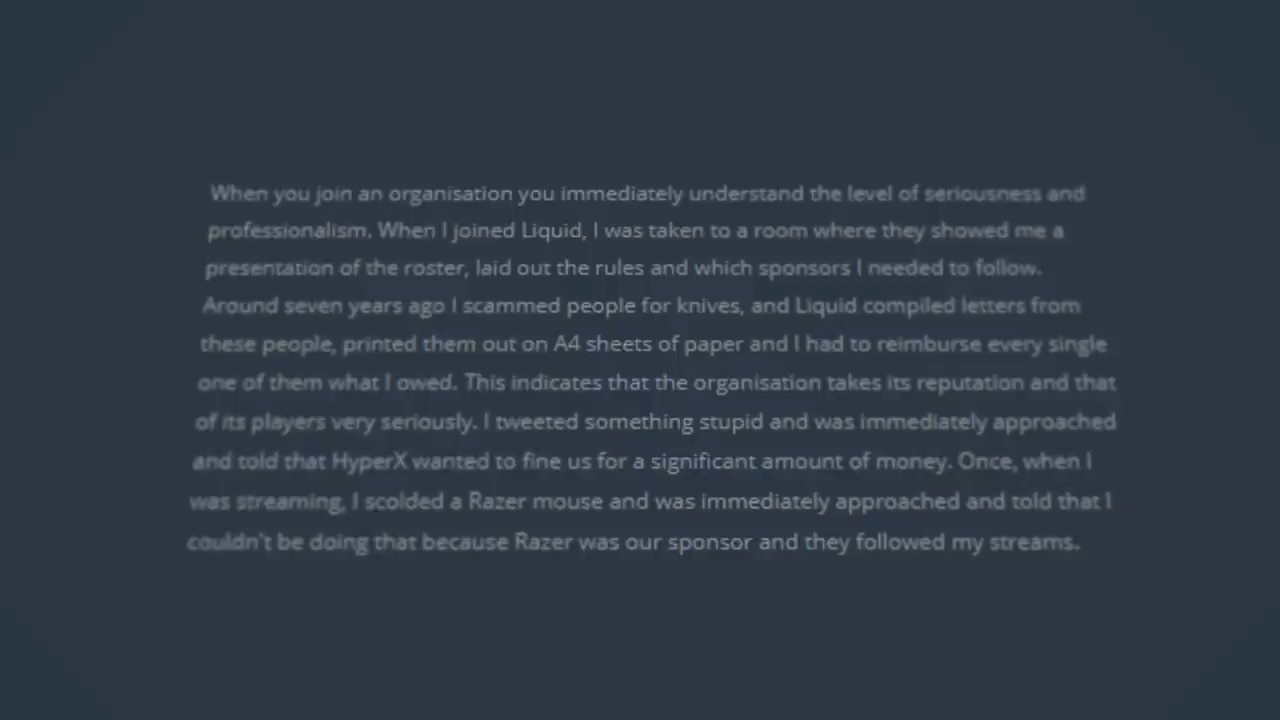 When you join an organisation you immediately understand the level of seriousness and
professionalism. When I joined Liquid, I was taken to a room where they showed me a
presentation of the roster, laid out the rules and which sponsors I needed to follow.
Around seven years ago I scammed people for knives, and Liquid compiled letters from
these people, printed them out on A4 sheets of paper and I had to reimburse every single
one of them what I owed. This indicates that the organisation takes its reputation and that
of its players very seriously. I tweeted something stupid and was immediately approached
and told that HyperX wanted to fine us for a significant amount of money. Once, when I
was streaming, I scolded a Razer mouse and was immediately approached and told that I
couldn't be doing that because Razer was our sponsor and they followed my streams.